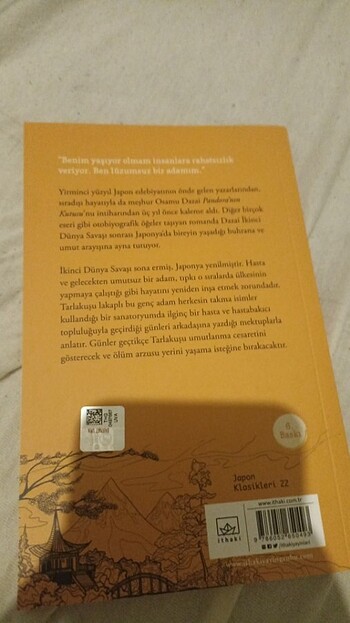 "Benim yaşıyor olmam insanlara rahatsızlık
veriyor. Ben lüzumsuz bir adamım."
Yirminci yüzyıl Japon edebiyatının önde gelen yazarlarından,
sıradışı hayatıyla da meşhur Osamu Dazai Pandora'nın
Kutusu'nu intiharından üç yıl önce kaleme aldı. Diğer birçok
eseri gibi otobiyografik öğeler taşıyan romanda Dazai İkinci
Dünya Savaşı sonrası Japonya'da bireyin yaşadığı buhrana ve
umut arayışına ayna tutuyor.
İkinci Dünya Savaşı sona ermiş, Japonya yenilmiştir. Hasta
ve gelecekten umutsuz bir adam, tıpkı o sıralarda ülkesinin
yapmaya çalıştığı gibi hayatını yeniden inşa etmek zorundadır.
Tarlakuşu lakaplı bu genç adam herkesin takma isimler
kullandığı bir sanatoryumda ilginç bir hasta ve hastabakıcı
topluluğuyla geçirdiği günleri arkadaşına yazdığı mektuplarla
anlatır. Günler geçtikçe Tarlakuşu umutlanma cesaretini
gösterecek ve ölüm arzusu yerini yaşama isteğine bırakacaktır.
6.
Baskı
Japon
Klasikleri 22
www.ithaki.com.tr
ithaki